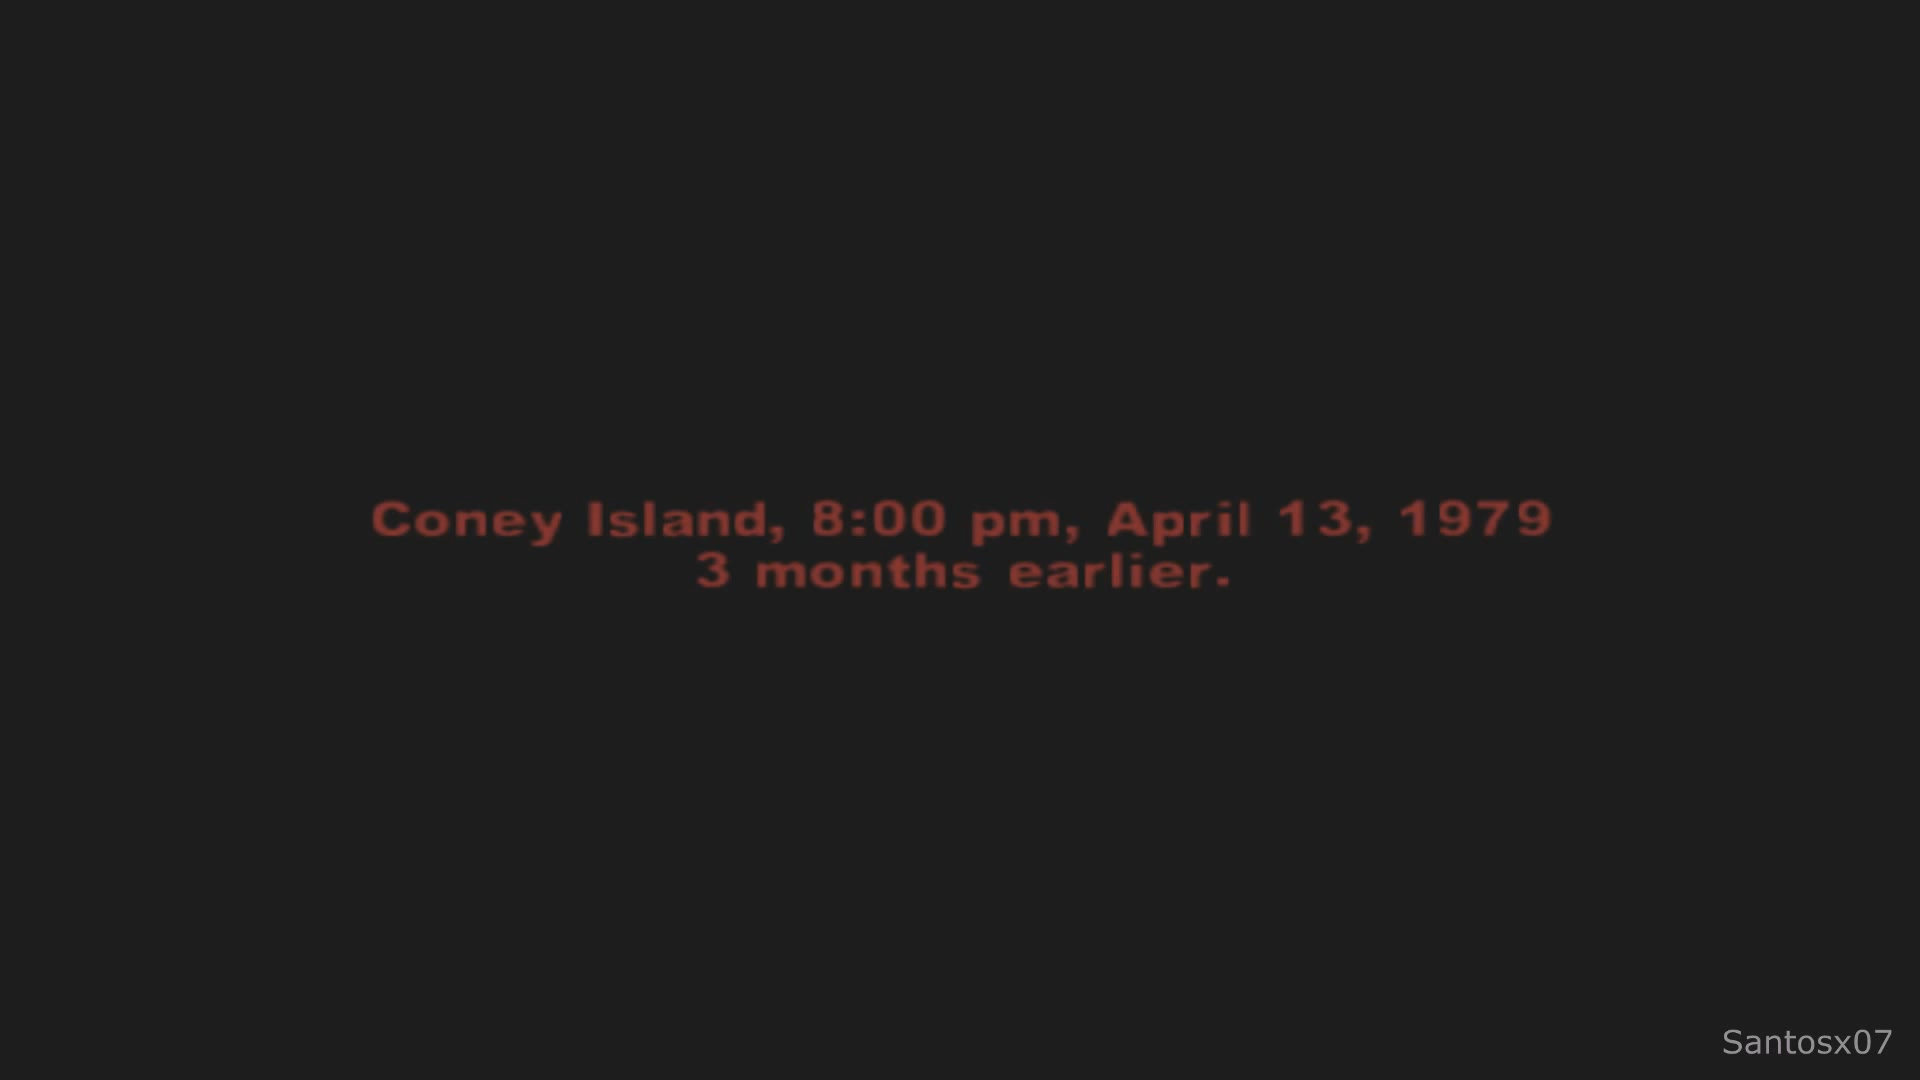 Coney Island, 8:00 pm, April 13, 1979
3 months earlier.
Santosx07